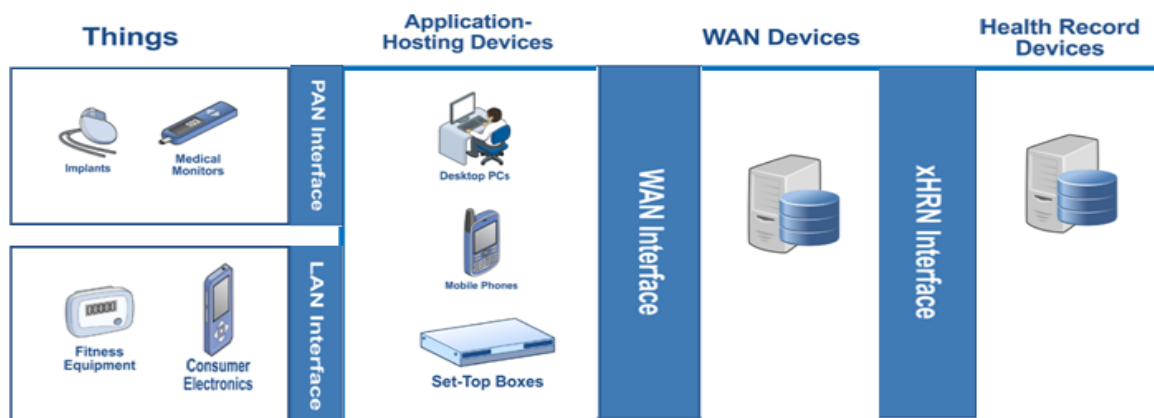 Things
Application-
Hosting Devices
WAN Devices
Health Record
Devices
Implants
Medical
Monitors
PAN Interface
Fitness
Equipment
Consumer
Electronics
LAN Interface
Desktop PCs
Mobile Phones
Set-Top Boxes
WAN Interface
xHRN Interface
00000